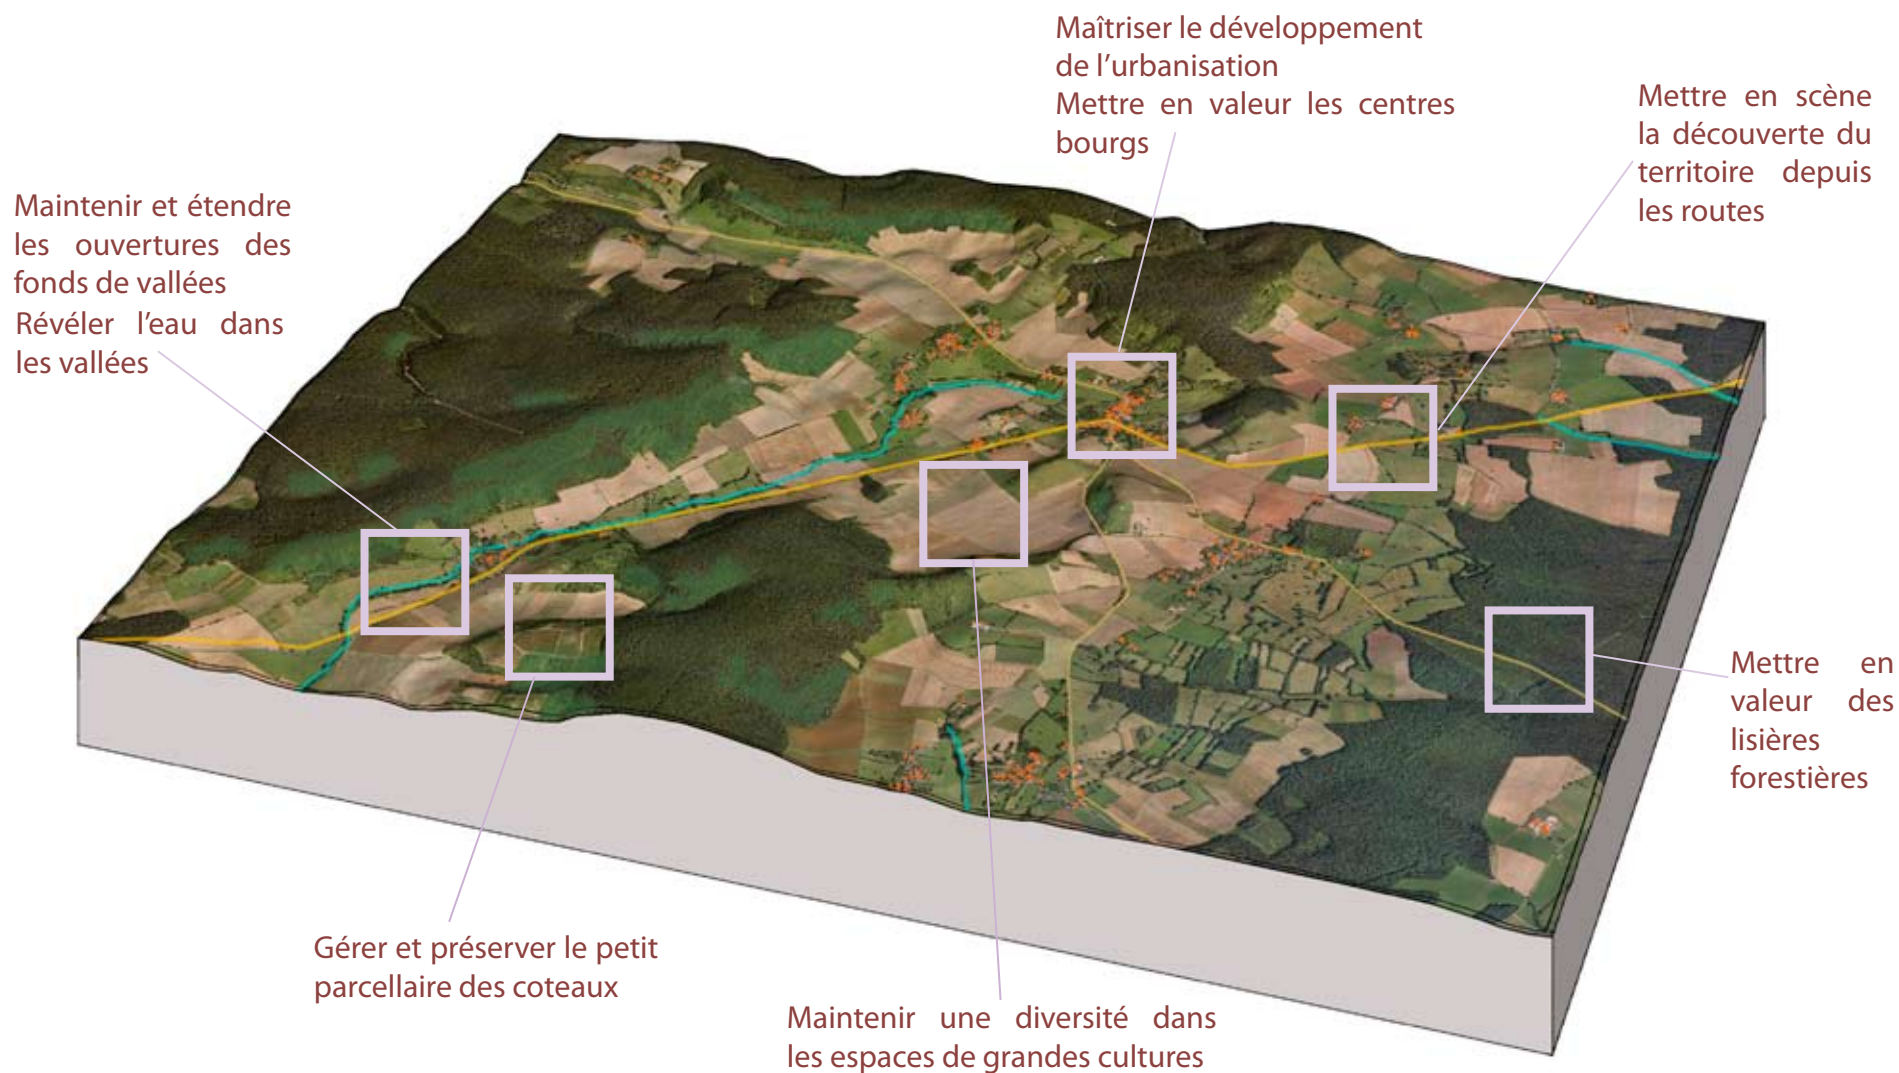 Maîtriser le développement
de l'urbanisation
Mettre en valeur les centres
bourgs
Mettre en scène
la découverte du
territoire depuis
les routes
Maintenir et étendre
les ouvertures des
fonds de vallées
Révéler l'eau dans
les vallées
Mettre en
valeur des
lisières
forestières
Gérer et préserver le petit
parcellaire des coteaux
Maintenir une diversité dans
les espaces de grandes cultures